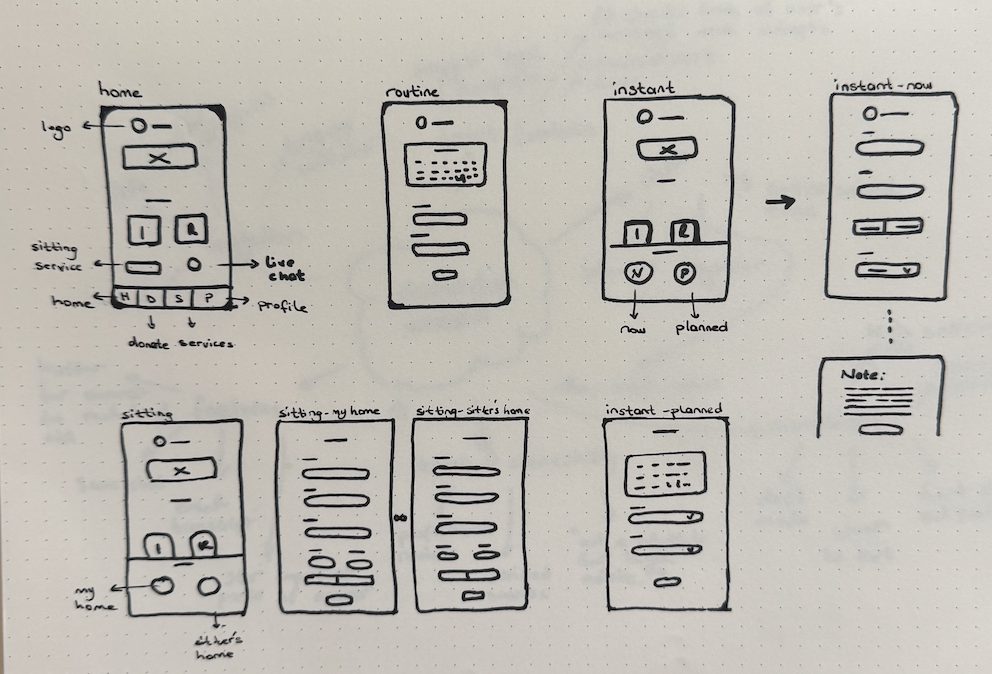 home
routine
instant
instant-now
logo
I
R
sitting
service
live
chat
home
H
D
S
P
profile
donate services
I
R
N
P
now
planned
Note:
sitting
sitting-my home
sitting-sitter's home
instant-planned
I
R
my
home
sitter's
home